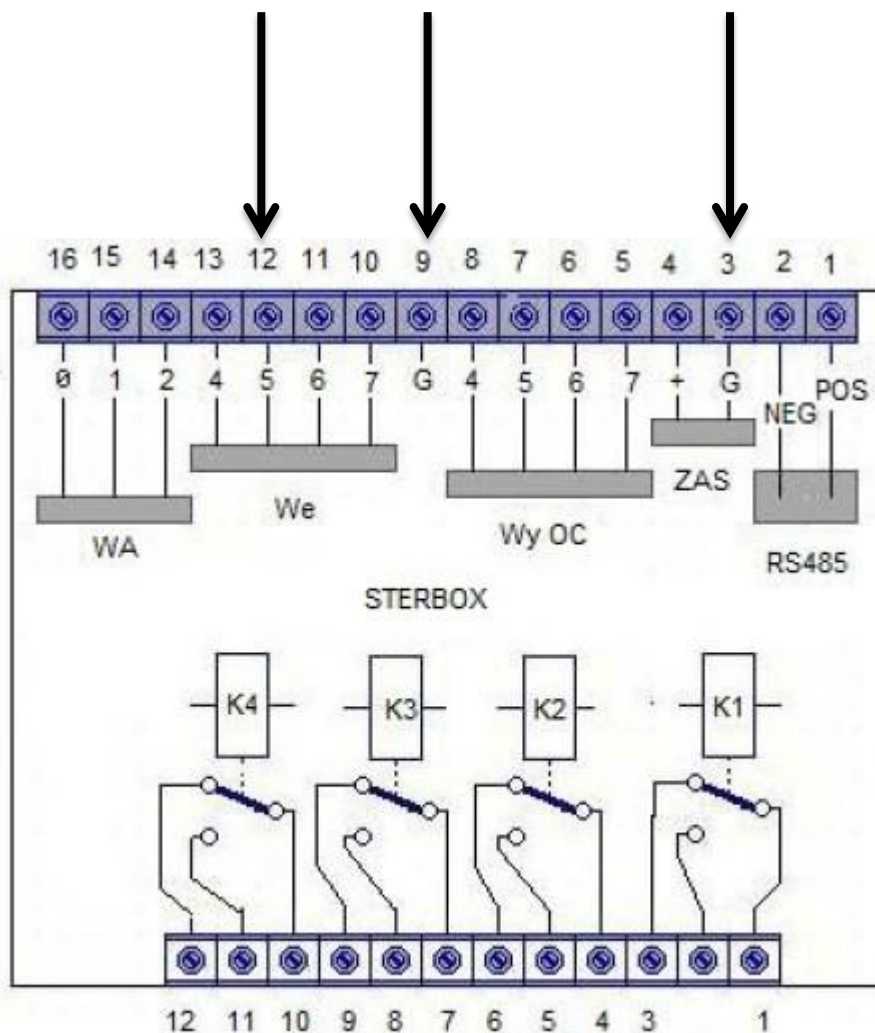 16 15 14 13 12 11 10 9 8 7 6 5 4 3 2 1
0 1 2 4 5 6 7 G 4 5 6 7 + G NEG POS
WA We Wy OC ZAS RS485
STERBOX
K4 K3 K2 K1
12 11 10 9 8 7 6 5 4 3 1